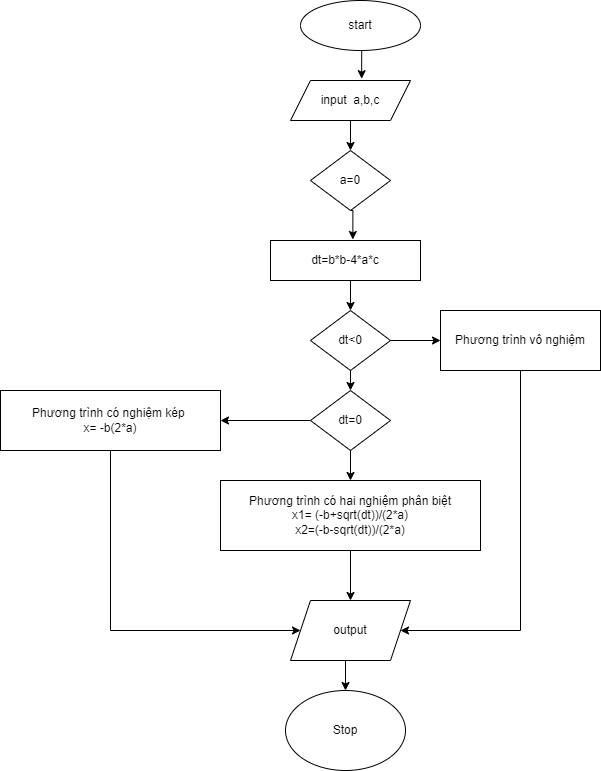 start
input a,b,c
a=0
dt=b*b-4*a*c
dt<0
Phương trình vô nghiệm
Phương trình có nghiệm kép
x= -b(2*a)
dt=0
Phương trình có hai nghiệm phân biệt
x1= (-b+sqrt(dt))/(2*a)
x2=(-b-sqrt(dt))/(2*a)
output
Stop